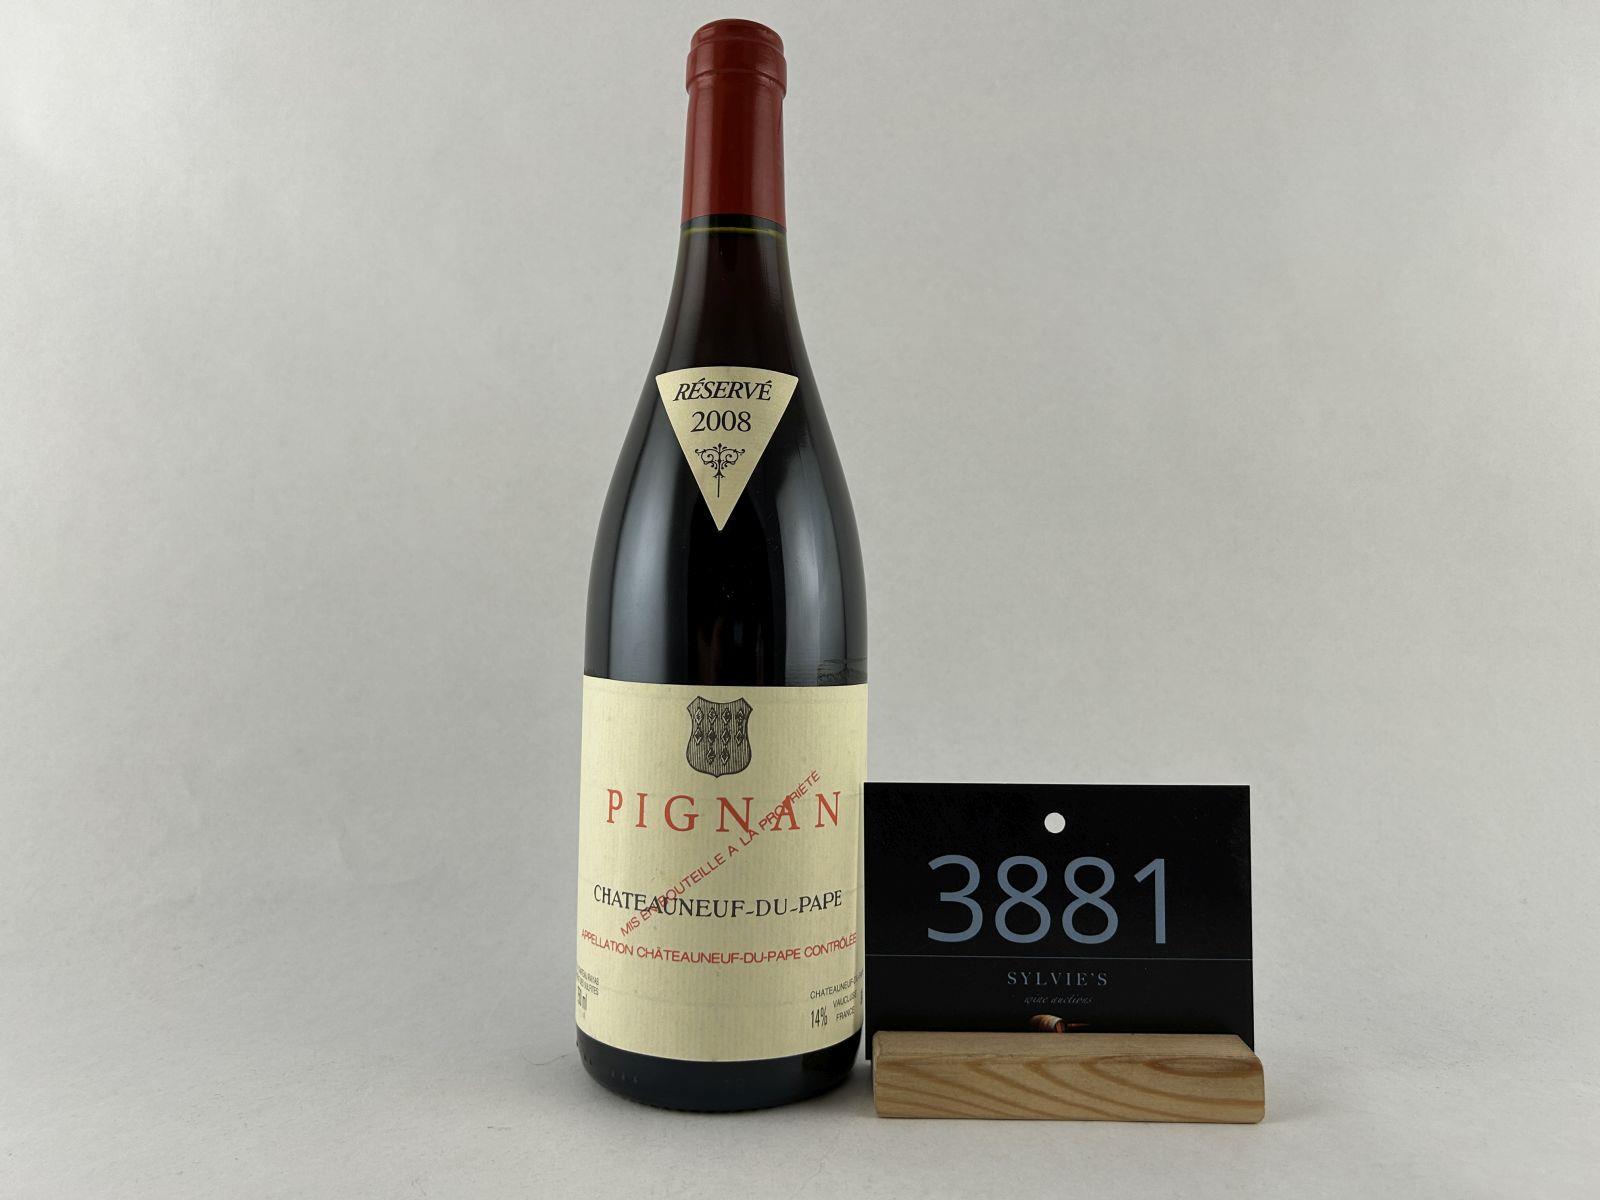 RÉSERVÉ
2008
PIGNAN
MIS EN BOUTEILLE A LA PROPRIÉTÉ
CHATEAUNEUF-DU-PAPE
APPELLATION CHÂTEAUNEUF-DU-PAPE CONTRÔLÉE
VAUCLUSE
14% FRANCE
3881
SYLVIE'S
wine auctions